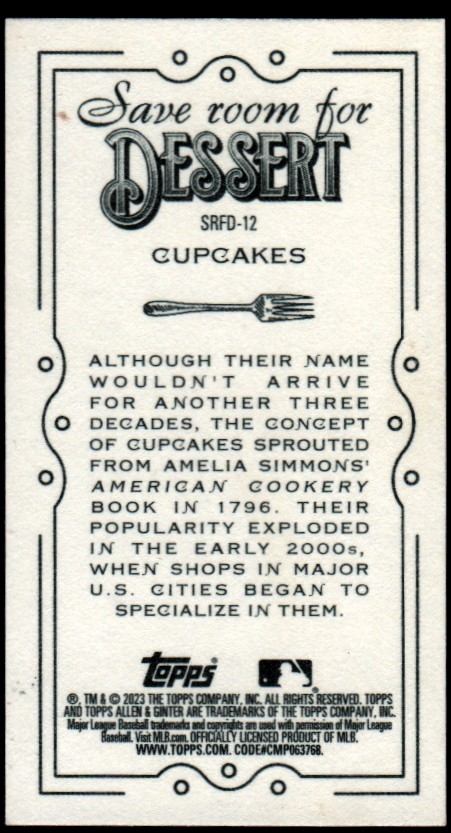 Save room for
DESSERT
SRFD-12
CUPCAKES
ALTHOUGH THEIR NAME
WOULDN'T ARRIVE
FOR ANOTHER THREE
DECADES, THE CONCEPT
OF CUPCAKES SPROUTED
FROM AMELIA SIMMONS'
AMERICAN COOKERY
BOOK IN 1796. THEIR
POPULARITY EXPLODED
IN THE EARLY 2000s,
WHEN SHOPS IN MAJOR
U.S. CITIES BEGAN TO
SPECIALIZE IN THEM.
topps ®
®, TM & © 2023 THE TOPPS COMPANY, INC. ALL RIGHTS RESERVED. TOPPS
AND TOPPS ALLEN & GINTER ARE TRADEMARKS OF THE TOPPS COMPANY, INC.
Major League Baseball trademarks and copyrights are used with permission of Major League
Baseball. Visit MLB.com. OFFICIALLY LICENSED PRODUCT OF MLB.
WWW.TOPPS.COM. CODE#CMP063768.